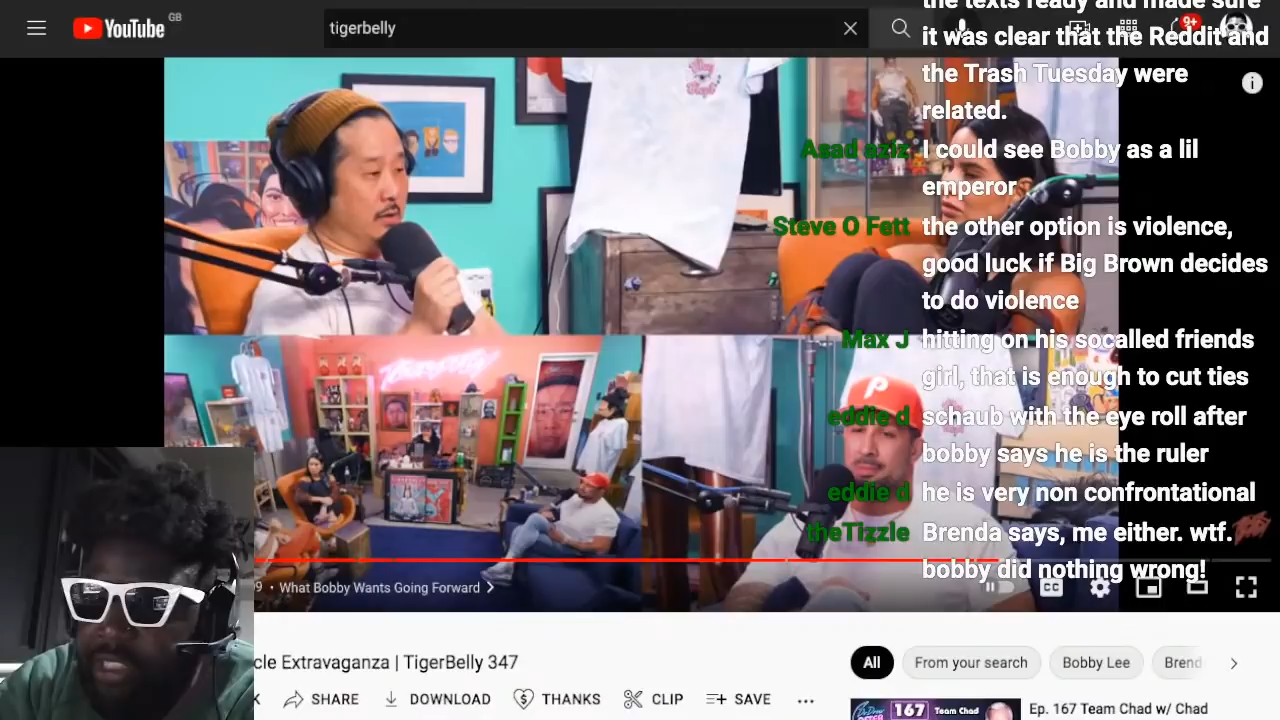 YouTube GB
tigerbelly
9+
the texts ready and made sure
it was clear that the Reddit and
the Trash Tuesday were
related.
Asad aziz I could see Bobby as a lil
emperor
Steve O Fett the other option is violence,
good luck if Big Brown decides
to do violence
Max J hitting on his socalled friends
girl, that is enough to cut ties
eddie d schaub with the eye roll after
bobby says he is the ruler
eddie d he is very non confrontational
theTizzle Brenda says, me either. wtf.
bobby did nothing wrong!
9 • What Bobby Wants Going Forward
CC
cle Extravaganza | TigerBelly 347
All From your search Bobby Lee Brend
SHARE DOWNLOAD THANKS CLIP SAVE
167 Team Chad
Ep. 167 Team Chad w/ Chad